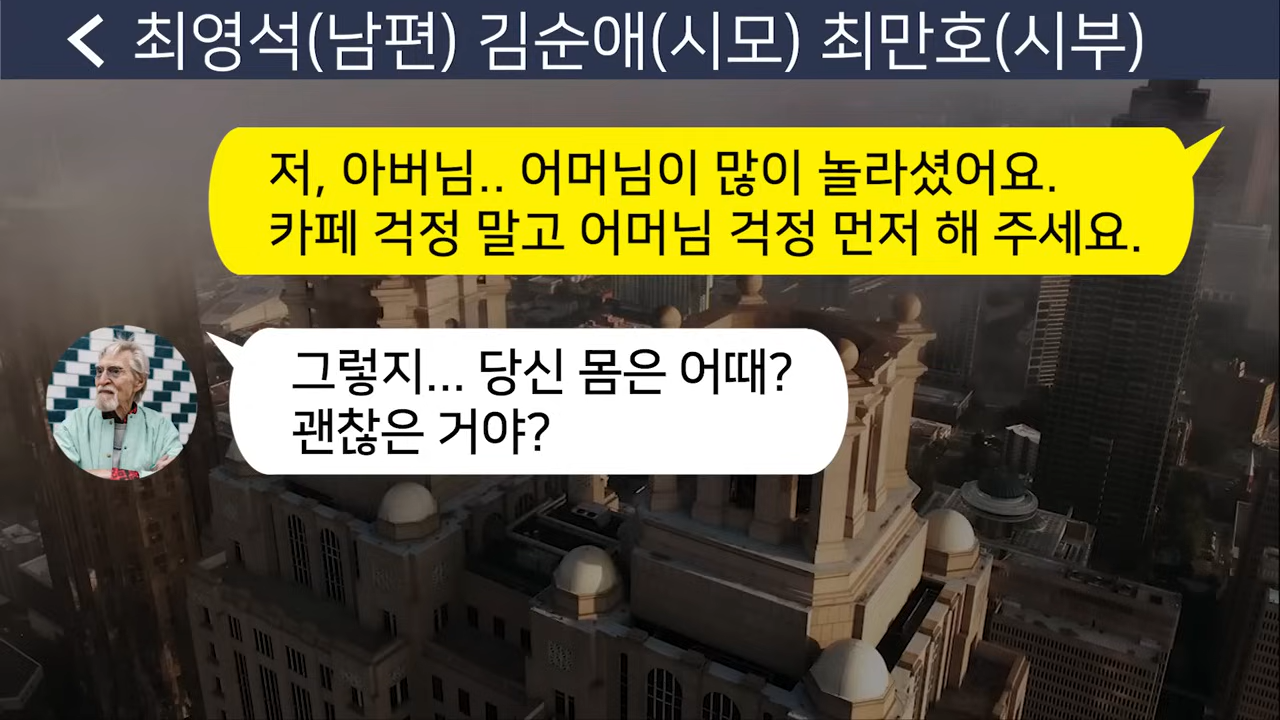 최영석(남편) 김순애(시모) 최만호(시부)
저, 아버님.. 어머님이 많이 놀라셨어요.
카페 걱정 말고 어머님 걱정 먼저 해 주세요.
그렇지... 당신 몸은 어때?
괜찮은 거야?